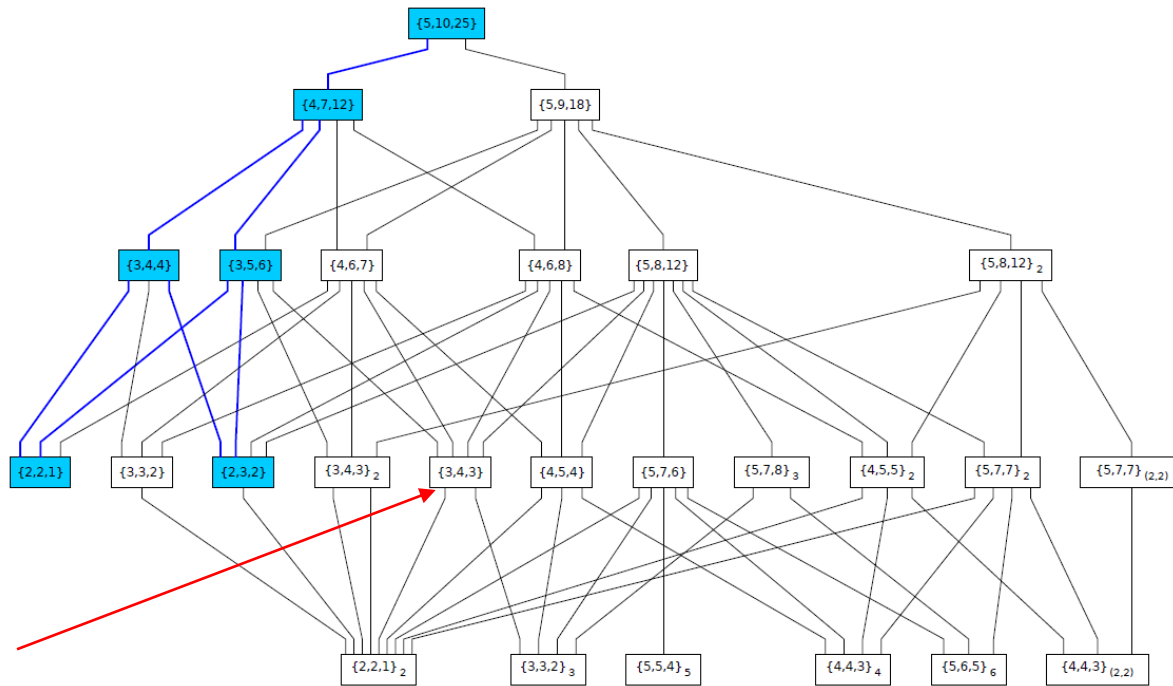 {5,10,25}
{4,7,12} {5,9,18}
{3,4,4} {3,5,6} {4,6,7} {4,6,8} {5,8,12} {5,8,12}₂
{2,2,1} {3,3,2} {2,3,2} {3,4,3}₂ {3,4,3} {4,5,4} {5,7,6} {5,7,8}₃ {4,5,5}₂ {5,7,7}₂ {5,7,7}₍₂,₂₎
{2,2,1}₂ {3,3,2}₃ {5,5,4}₅ {4,4,3}₄ {5,6,5}₆ {4,4,3}₍₂,₂₎